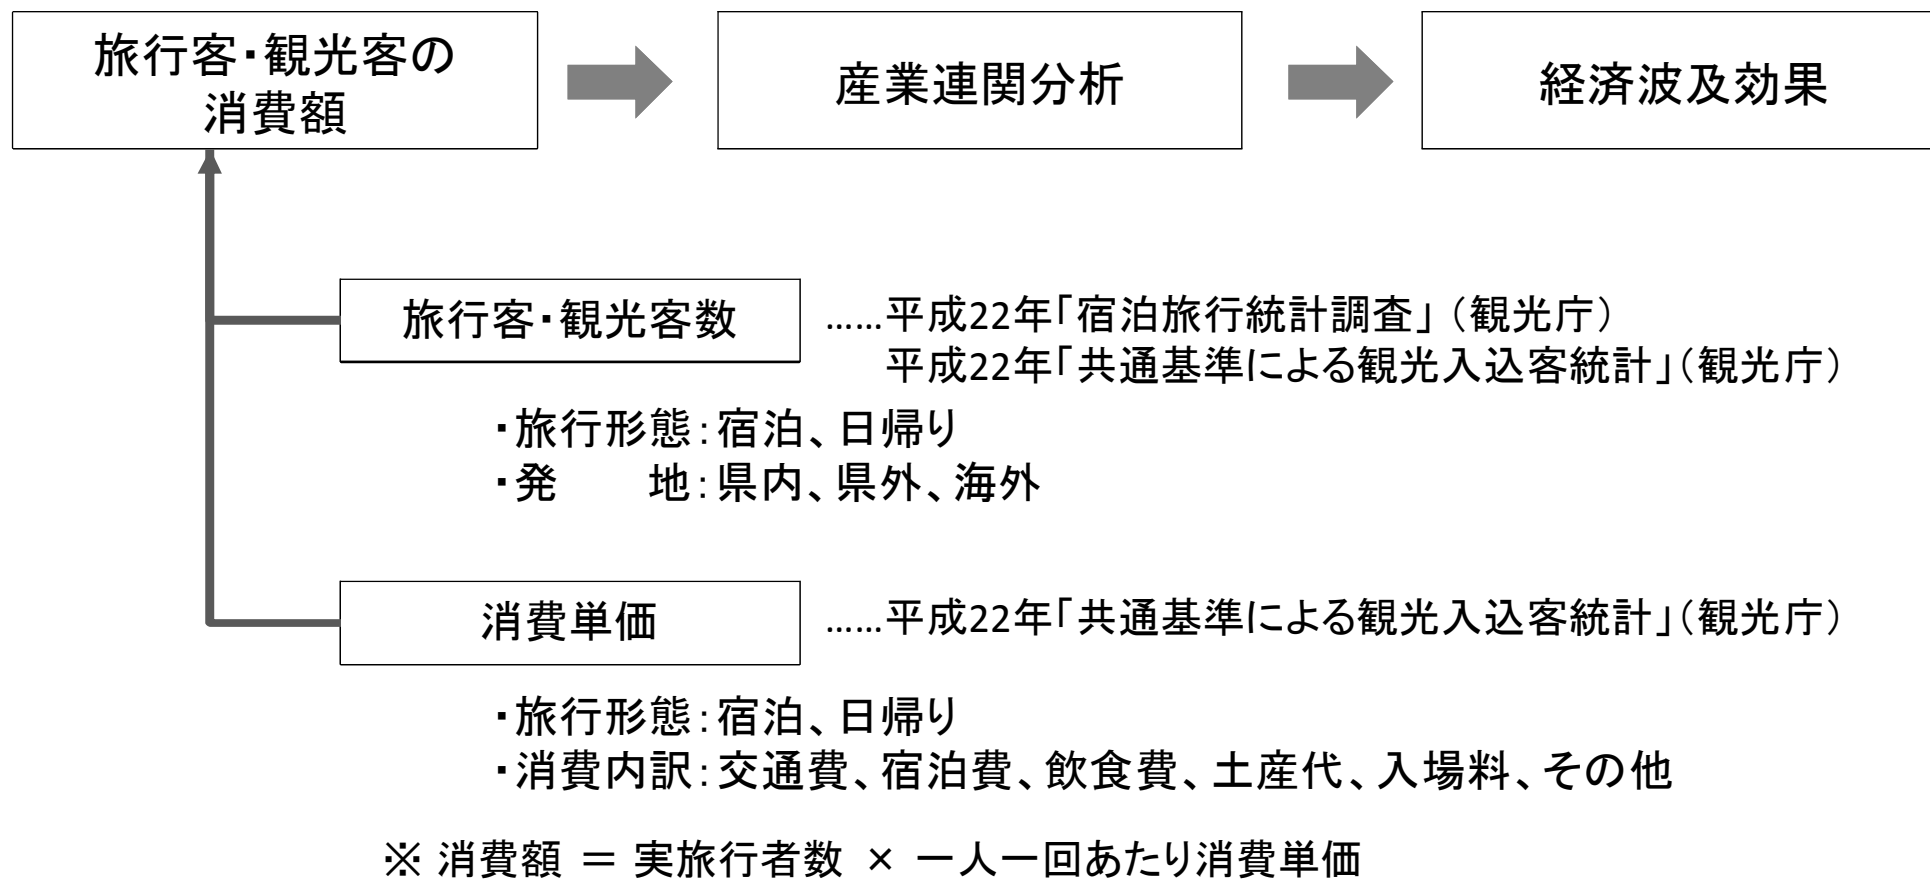 旅行客・観光客の
消費額
産業連関分析
経済波及効果
旅行客・観光客数
……平成22年「宿泊旅行統計調査」（観光庁）
平成22年「共通基準による観光入込客統計」（観光庁）
・旅行形態：宿泊、日帰り
・発　　地：県内、県外、海外
消費単価
……平成22年「共通基準による観光入込客統計」（観光庁）
・旅行形態：宿泊、日帰り
・消費内訳：交通費、宿泊費、飲食費、土産代、入場料、その他
※ 消費額 ＝ 実旅行者数 × 一人一回あたり消費単価